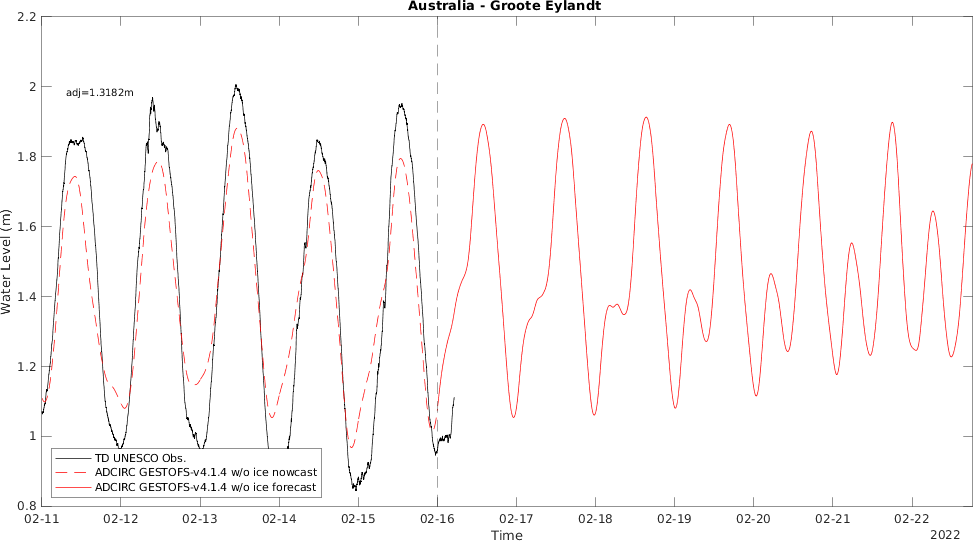 Australia - Groote Eylandt
2.2
2
1.8
1.6
1.4
1.2
1
0.8
Water Level (m)
adj=1.3182m
TD UNESCO Obs.
ADCIRC GESTOFS-v4.1.4 w/o ice nowcast
ADCIRC GESTOFS-v4.1.4 w/o ice forecast
02-11 02-12 02-13 02-14 02-15 02-16 02-17 02-18 02-19 02-20 02-21 02-22
Time
2022